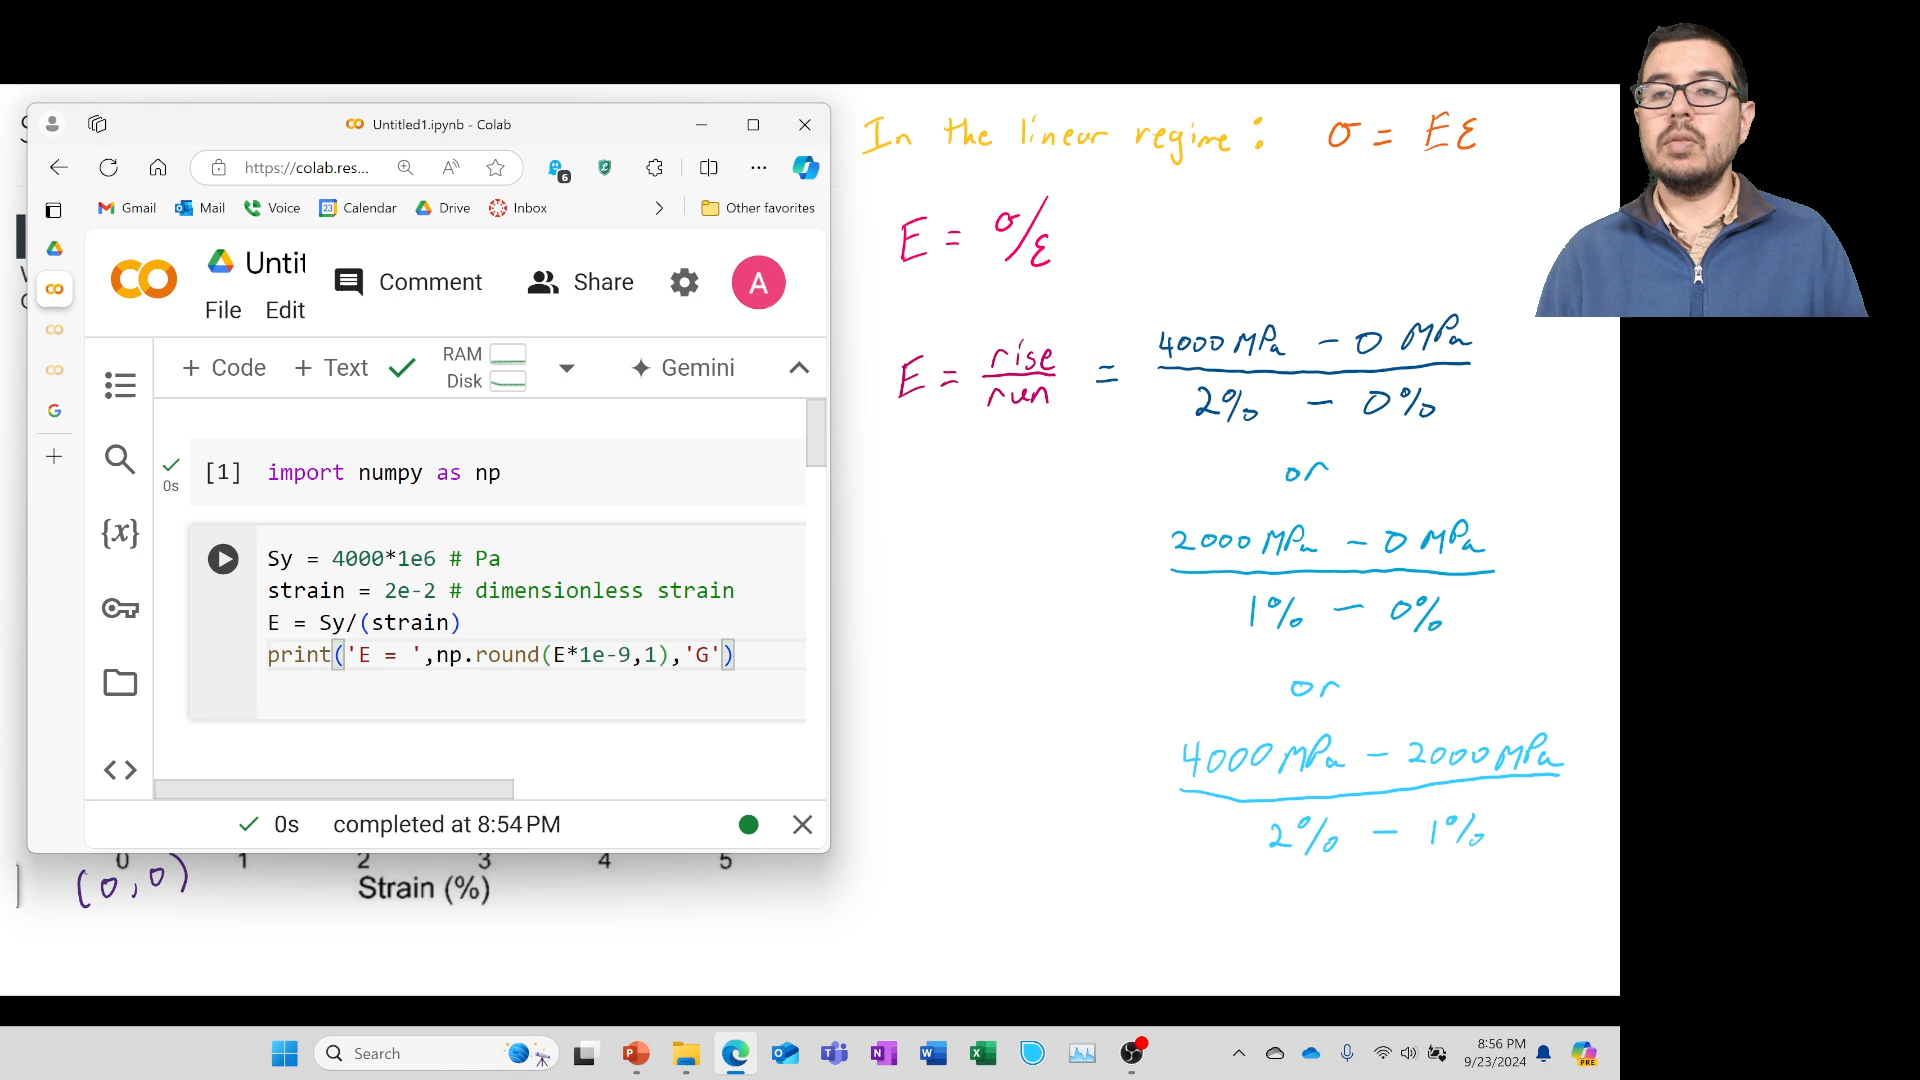 Untitled1.ipynb - Colab
https://colab.res...
6
Gmail Mail Voice 23 Calendar Drive Inbox Other favorites
Untit
Comment Share A
File Edit
+ Code + Text RAM Disk Gemini
0s [1] import numpy as np
Sy = 4000*1e6 # Pa
strain = 2e-2 # dimensionless strain
E = Sy/(strain)
print('E = ',np.round(E*1e-9,1),'G')
{x}
0s completed at 8:54 PM
0 1 2 3 4 5
(0,0)
Strain (%)
In the linear regime: σ = Eε
E = σ/ε
E = rise/run = 4000 MPa - 0 MPa
2% - 0%
or
2000 MPa - 0 MPa
1% - 0%
or
4000 MPa - 2000 MPa
2% - 1%
Search
8:56 PM
9/23/2024
PRE